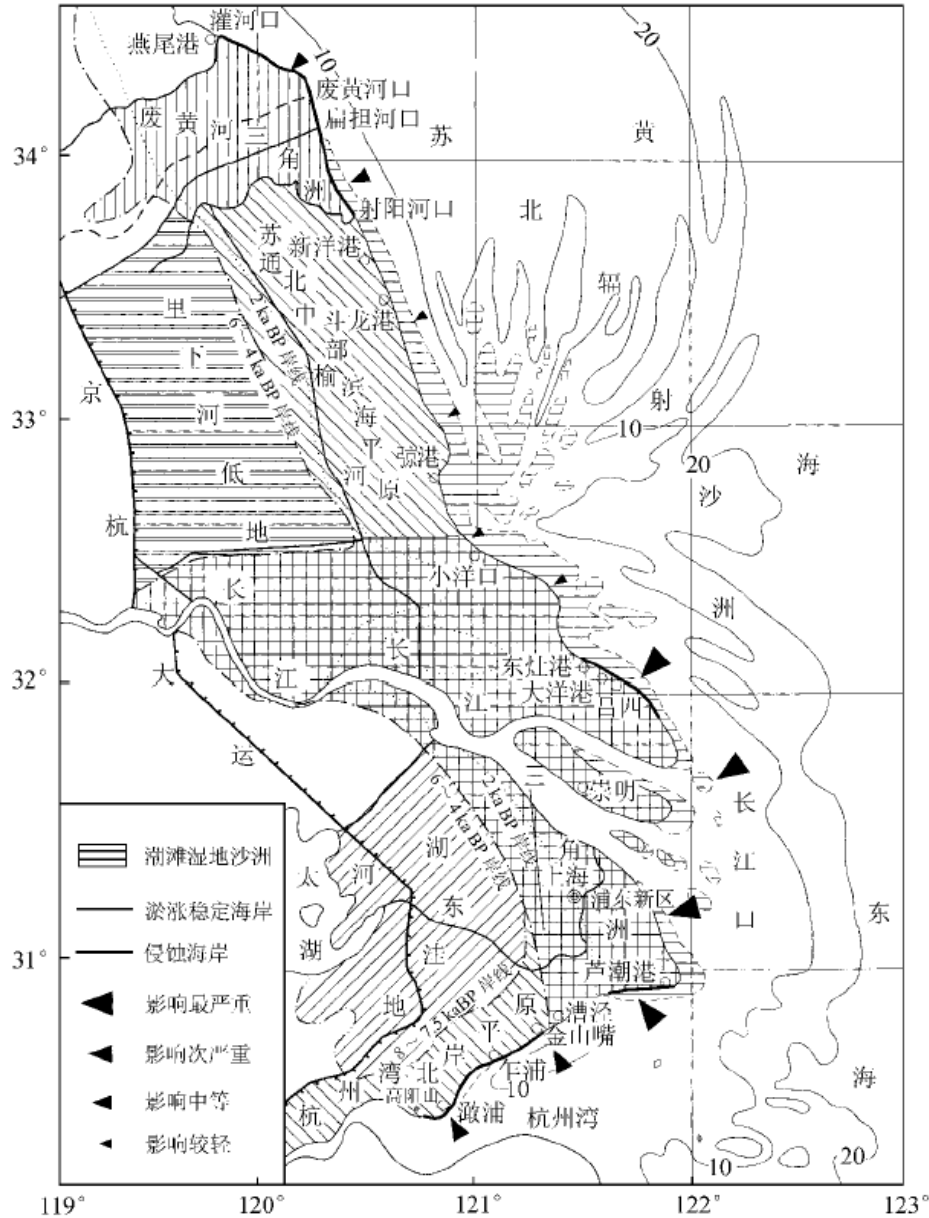 灌河口
燕尾港
10
20
废黄河口
扁担河口
废黄河三角洲
苏北
黄海
34°
射阳河口
苏北中部滨海平原
新洋港
斗龙港
通榆河
辐射沙洲
2 ka BP 岸线
6～4 ka BP 岸线
里下河低地
京杭大运河
33°
10
20
弶港
小洋口
长江三角洲
长江
32°
东灶港
大洋港
吕四
崇明
长江口
6～4 ka BP 岸线
2 ka BP 岸线
太湖
湖东洼地
河
上海
浦东新区
31°
芦潮港
东海
8～7.5 ka BP 岸线
漕泾
金山嘴
杭州湾北岸平原
高阳山
乍浦
10
澉浦
杭州湾
10
20
潮滩湿地沙洲
淤涨稳定海岸
侵蚀海岸
影响最严重
影响次严重
影响中等
影响较轻
119°
120°
121°
122°
123°